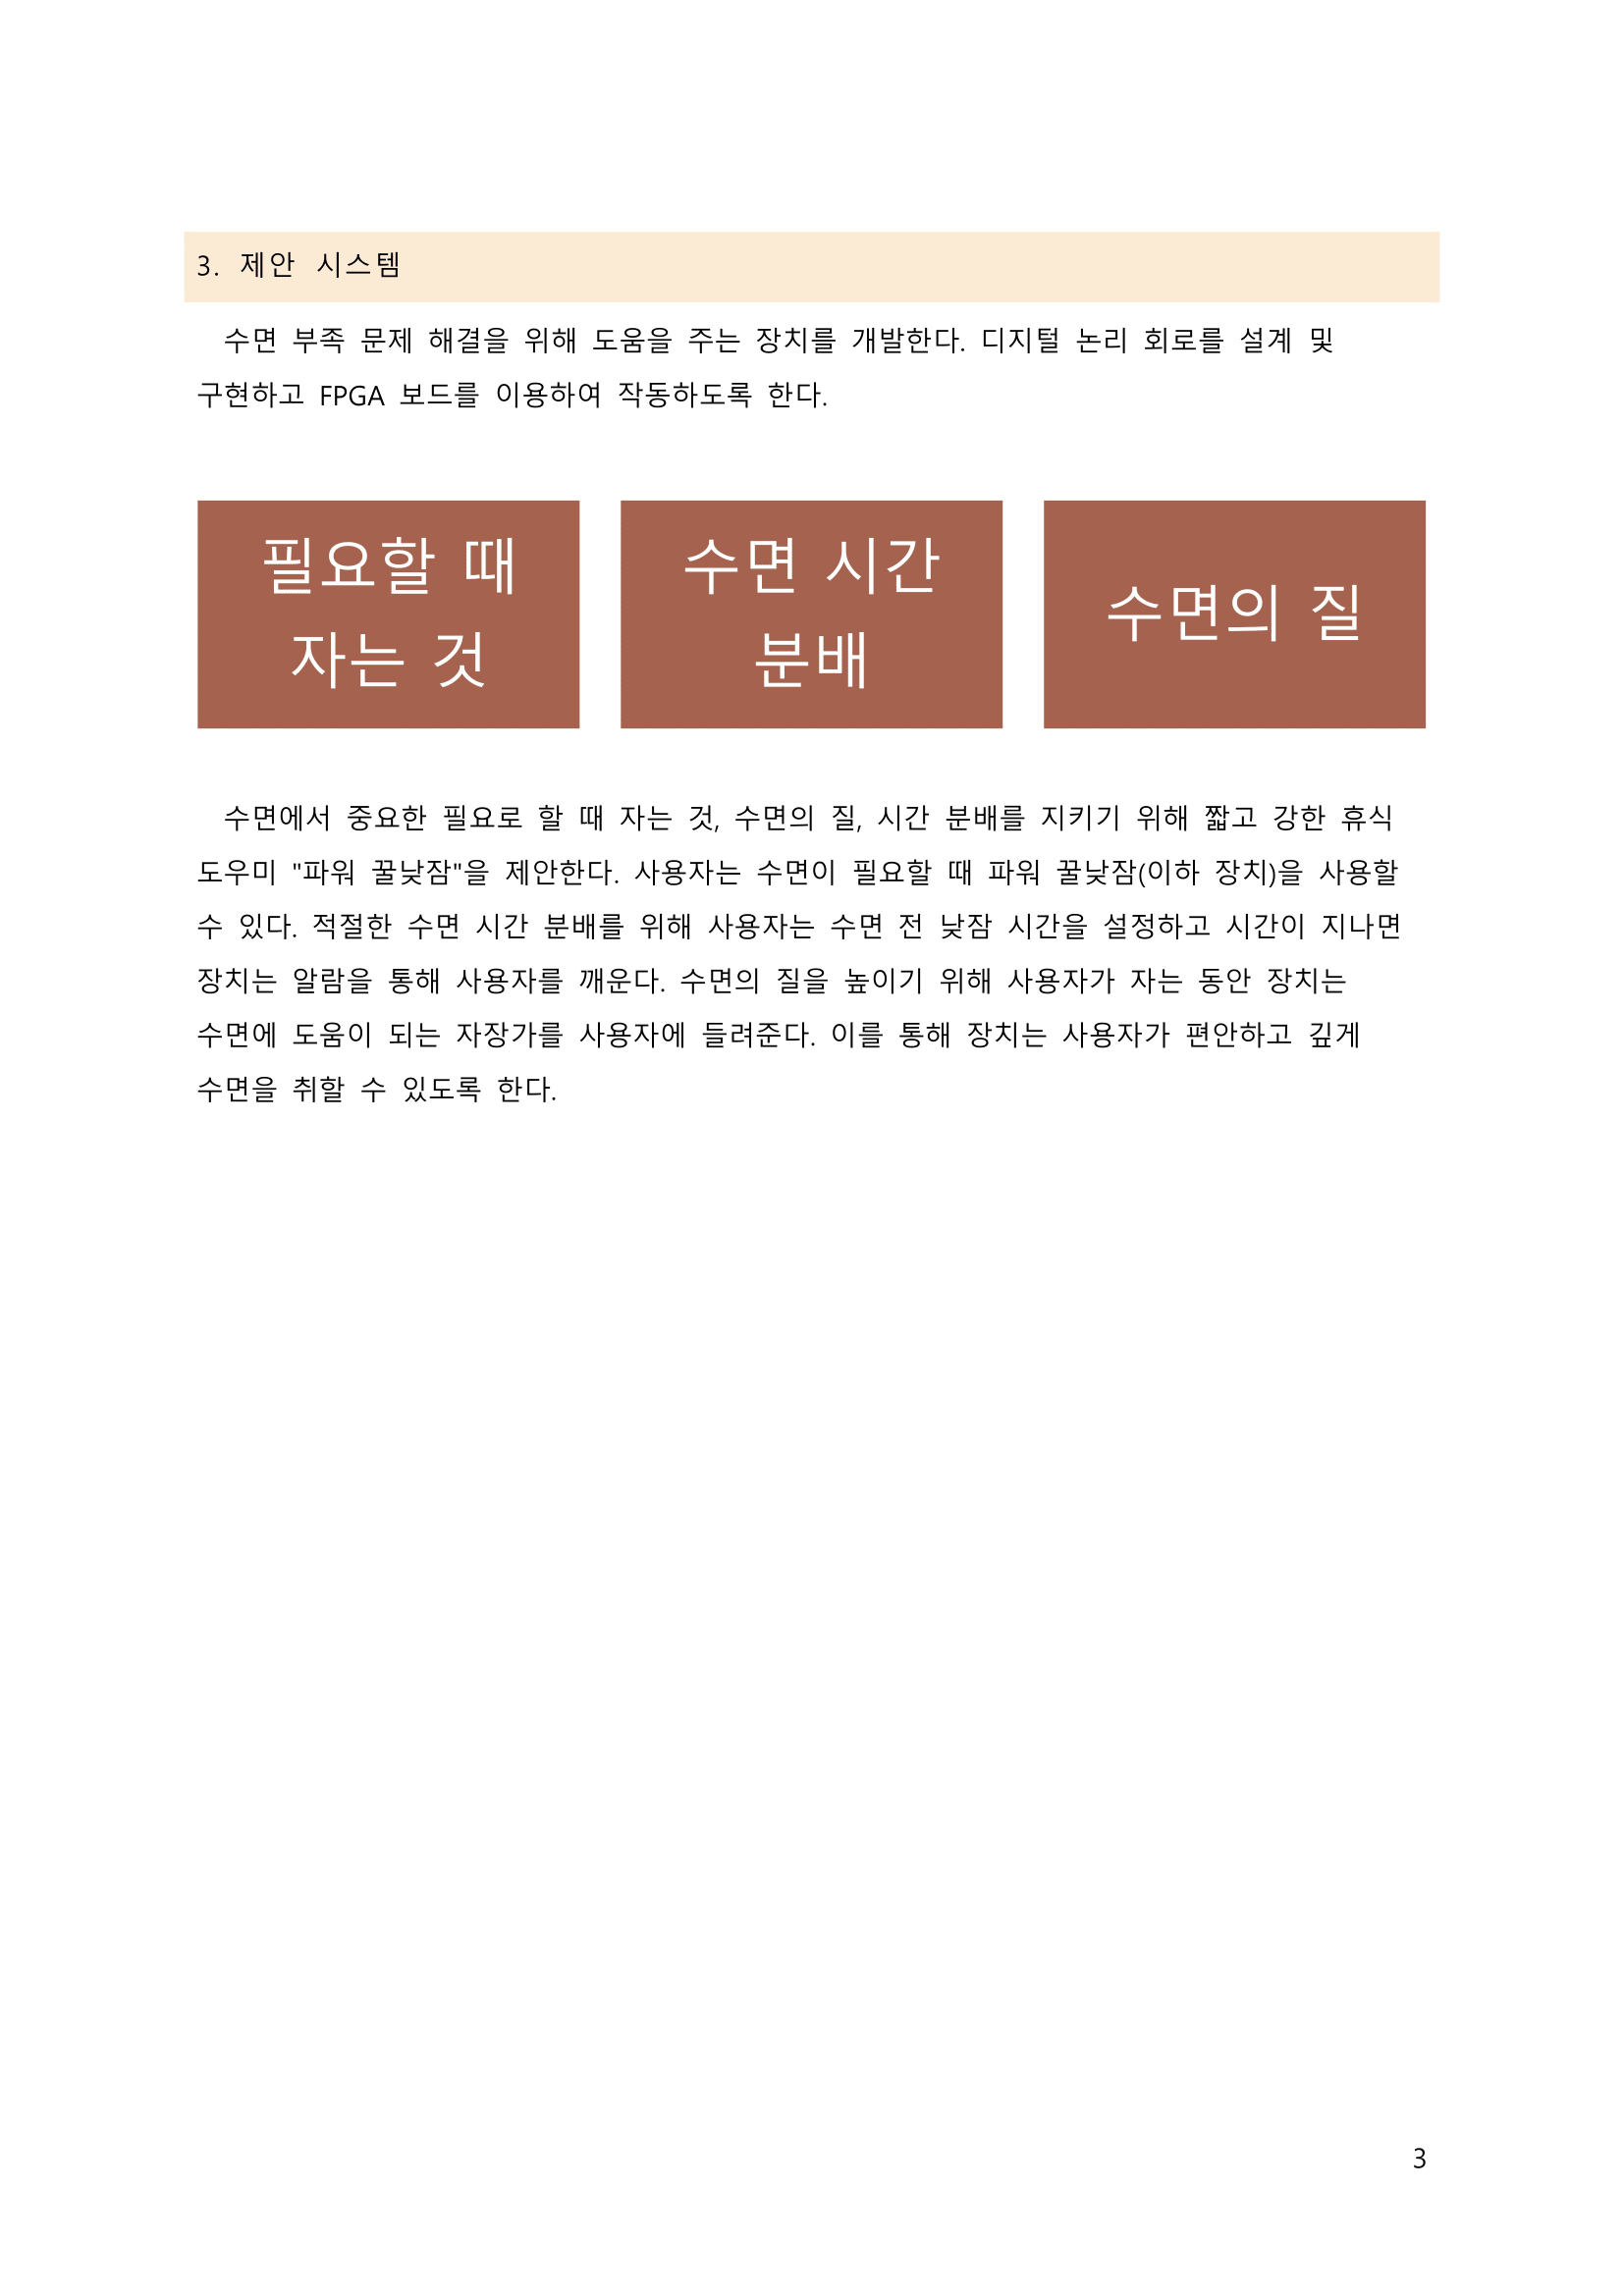 3. 제안 시스템
수면 부족 문제 해결을 위해 도움을 주는 장치를 개발한다. 디지털 논리 회로를 설계 및
구현하고 FPGA 보드를 이용하여 작동하도록 한다.
필요할 때
자는 것
수면 시간
분배
수면의 질
수면에서 중요한 필요로 할 때 자는 것, 수면의 질, 시간 분배를 지키기 위해 짧고 강한 휴식
도우미 "파워 꿀낮잠"을 제안한다. 사용자는 수면이 필요할 때 파워 꿀낮잠(이하 장치)을 사용할
수 있다. 적절한 수면 시간 분배를 위해 사용자는 수면 전 낮잠 시간을 설정하고 시간이 지나면
장치는 알람을 통해 사용자를 깨운다. 수면의 질을 높이기 위해 사용자가 자는 동안 장치는
수면에 도움이 되는 자장가를 사용자에 들려준다. 이를 통해 장치는 사용자가 편안하고 깊게
수면을 취할 수 있도록 한다.
3